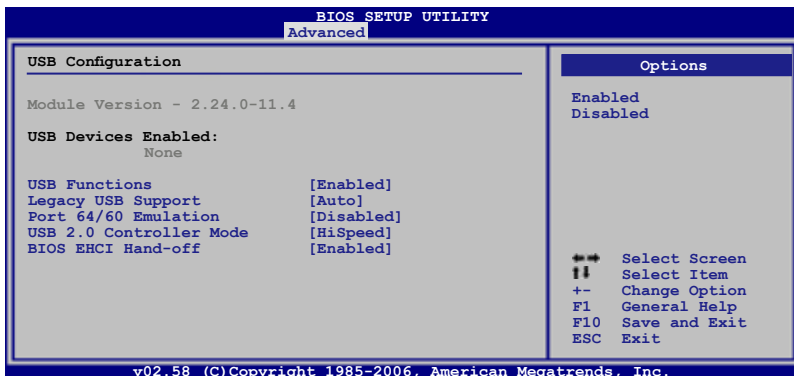 BIOS SETUP UTILITY
Advanced
USB Configuration
Module Version - 2.24.0-11.4
USB Devices Enabled:
None
USB Functions [Enabled]
Legacy USB Support [Auto]
Port 64/60 Emulation [Disabled]
USB 2.0 Controller Mode [HiSpeed]
BIOS EHCI Hand-off [Enabled]
Options
Enabled
Disabled
←→ Select Screen
↑↓ Select Item
+- Change Option
F1 General Help
F10 Save and Exit
ESC Exit
v02.58 (C)Copyright 1985-2006, American Megatrends, Inc.